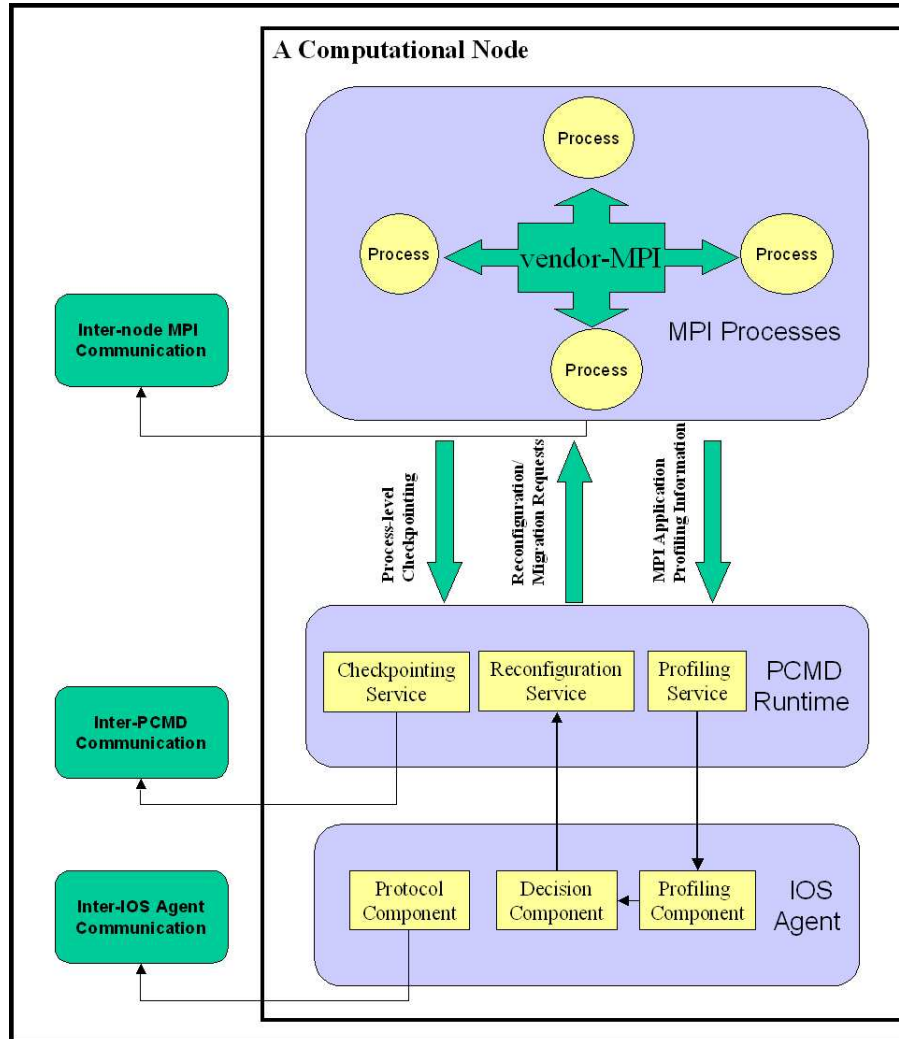 A Computational Node
Process
Process
vendor-MPI
Process
Process
MPI Processes
Inter-node MPI
Communication
Process-level
Checkpointing
Reconfiguration/
Migration Requests
MPI Application
Profiling Information
Checkpointing
Service
Reconfiguration
Service
Profiling
Service
PCMD
Runtime
Inter-PCMD
Communication
Protocol
Component
Decision
Component
Profiling
Component
IOS
Agent
Inter-IOS Agent
Communication